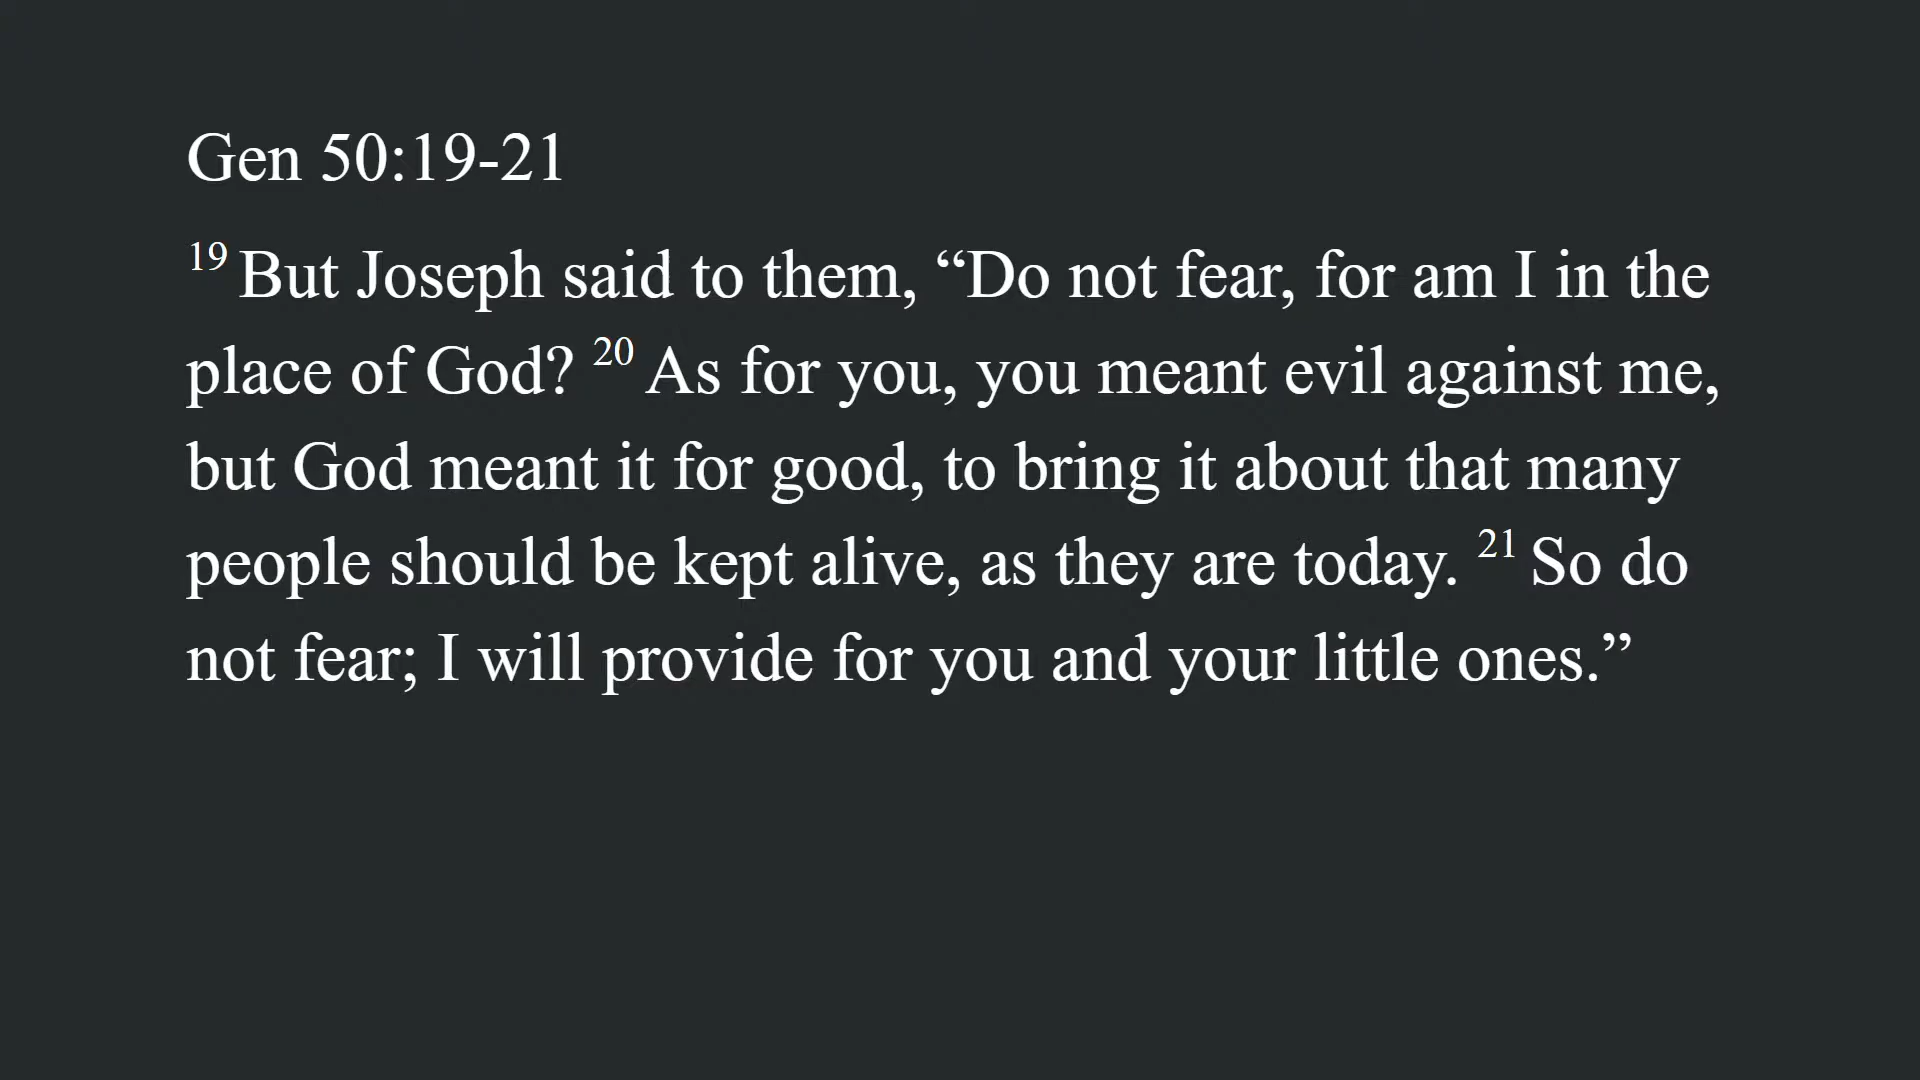 Gen 50:19-21
19 But Joseph said to them, “Do not fear, for am I in the
place of God? 20 As for you, you meant evil against me,
but God meant it for good, to bring it about that many
people should be kept alive, as they are today. 21 So do
not fear; I will provide for you and your little ones.”